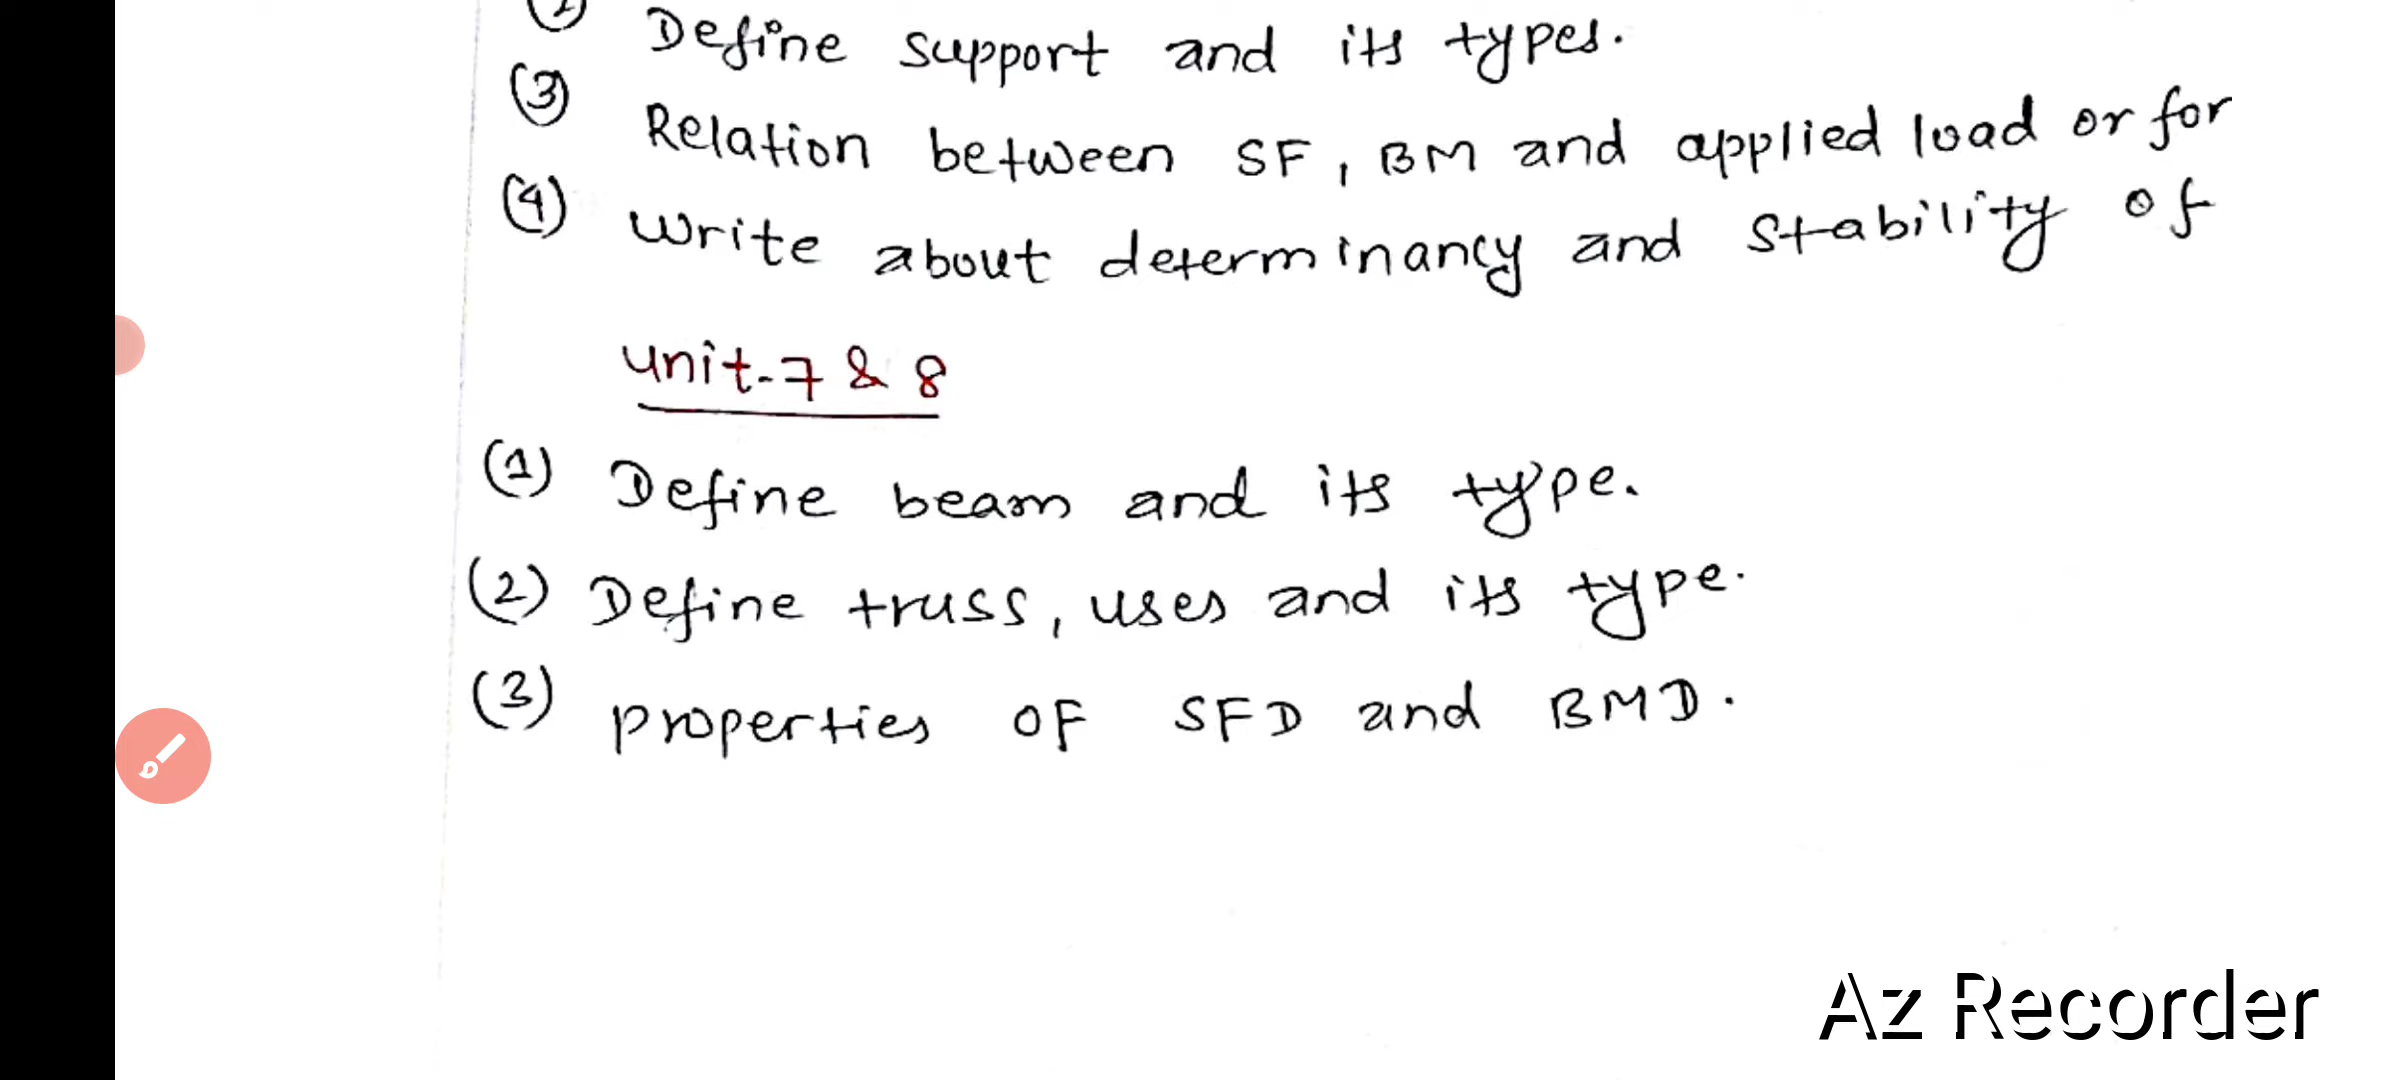 (2) Define support and its types.
(3) Relation between SF, BM and applied load or for
(4) Write about determinancy and stability of
Unit-7 & 8
(1) Define beam and its type.
(2) Define truss, uses and its type.
(3) Properties of SFD and BMD.
Az Recorder